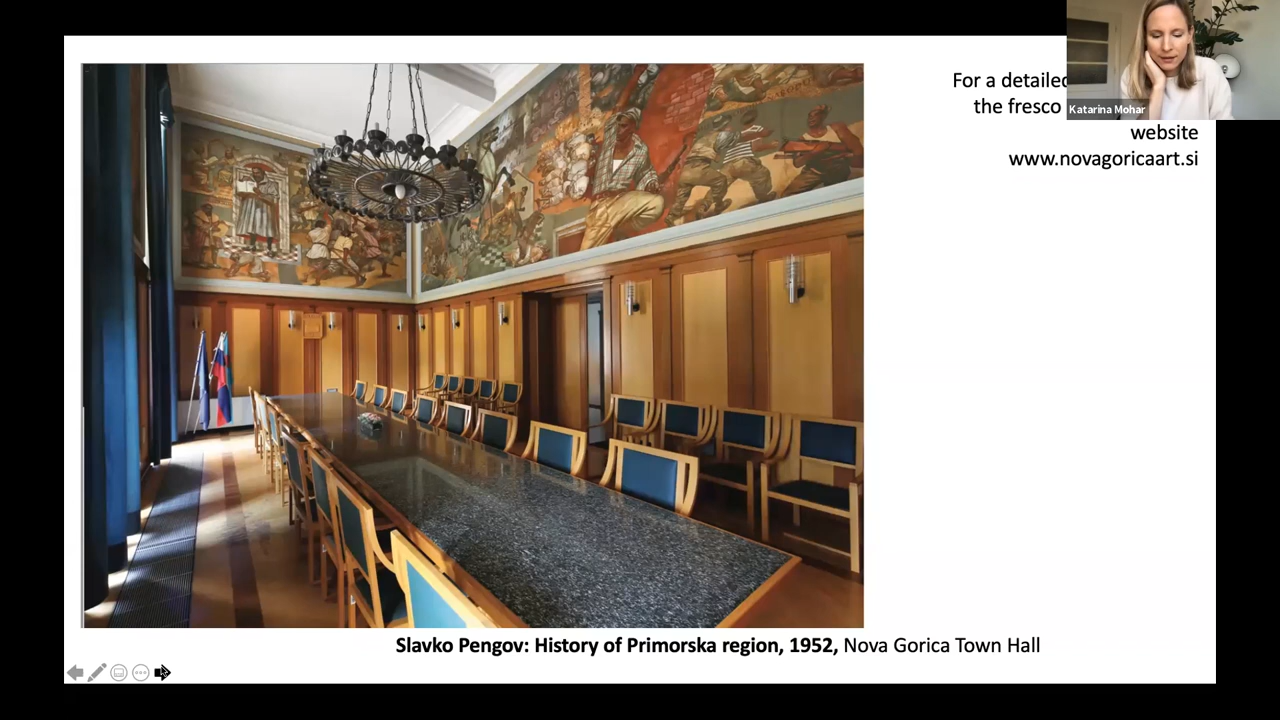 For a detailed
the fresco
website
www.novagoricaart.si
Katarina Mohar
Slavko Pengov: History of Primorska region, 1952, Nova Gorica Town Hall